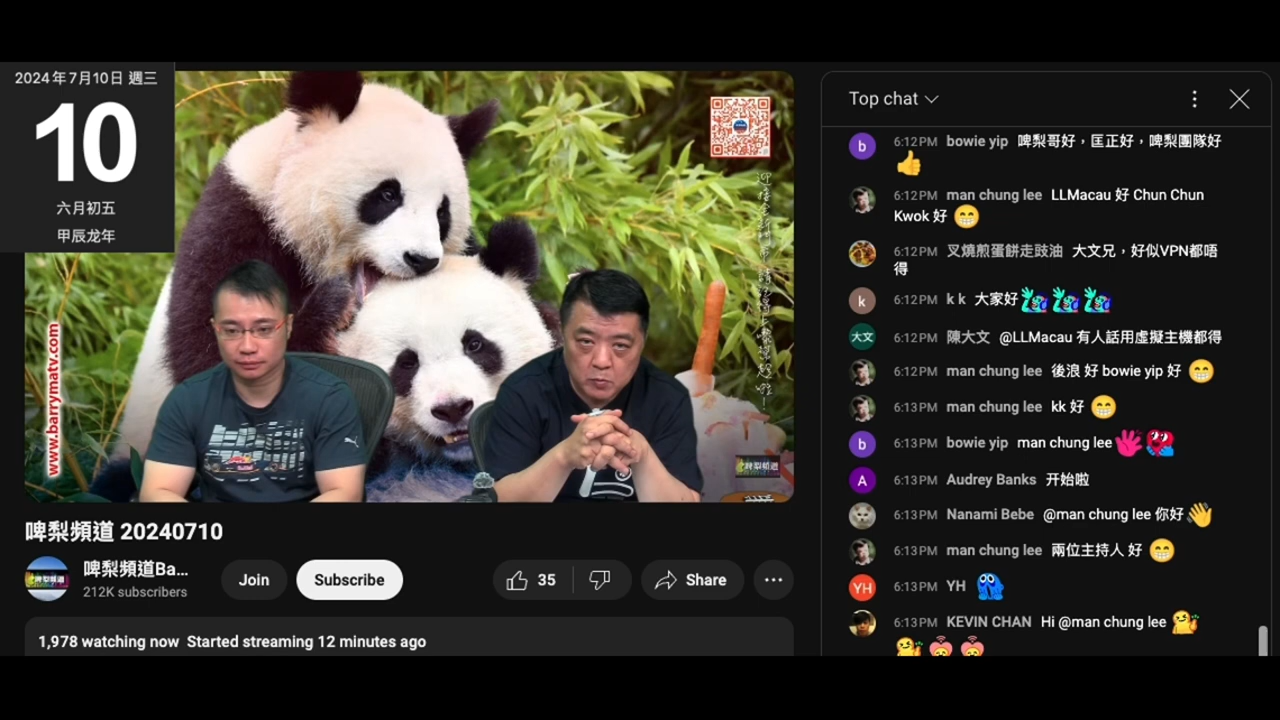 2024年7月10日 週三
10
六月初五
甲辰龙年
www.barrymatv.com
啤梨頻道
啤梨頻道 20240710
啤梨頻道Ba...
212K subscribers
Join
Subscribe
35
Share
1,978 watching now Started streaming 12 minutes ago
Top chat
6:12PM bowie yip 啤梨哥好，匡正好，啤梨團隊好
6:12PM man chung lee LLMacau 好 Chun Chun
Kwok 好 😁
6:12PM 叉燒煎蛋餅走豉油 大文兄，好似VPN都唔
得
6:12PM k k 大家好
大文
6:12PM 陳大文 @LLMacau 有人話用虛擬主機都得
6:12PM man chung lee 後浪 好 bowie yip 好 😁
6:13PM man chung lee kk 好 😁
6:13PM bowie yip man chung lee
6:13PM Audrey Banks 开始啦
6:13PM Nanami Bebe @man chung lee 你好👋
6:13PM man chung lee 兩位主持人 好 😁
6:13PM YH
6:13PM KEVIN CHAN Hi @man chung lee